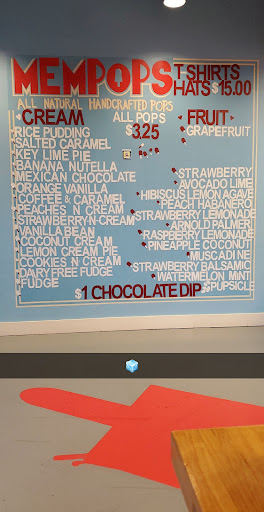 MEMPOPS
T SHIRTS
HATS $15.00
ALL NATURAL HANDCRAFTED POPS
CREAM
RICE PUDDING
SALTED CARAMEL
KEY LIME PIE
BANANA NUTELLA
MEXICAN CHOCOLATE
ORANGE VANILLA
COFFEE & CARAMEL
PEACHES N CREAM
STRAWBERRY-N-CREAM
VANILLA BEAN
COCONUT CREAM
LEMON CREAM PIE
COOKIES N CREAM
DAIRY FREE FUDGE
FUDGE
ALL POPS
$3.25
FRUIT
GRAPEFRUIT
STRAWBERRY
AVOCADO LIME
HIBISCUS LEMON AGAVE
PEACH HABANERO
STRAWBERRY LEMONADE
ARNOLD PALMER
RASPBERRY LEMONADE
PINEAPPLE COCONUT
MUSCADINE
STRAWBERRY BALSAMIC
WATERMELON MINT
PUPSICLE
$1 CHOCOLATE DIP